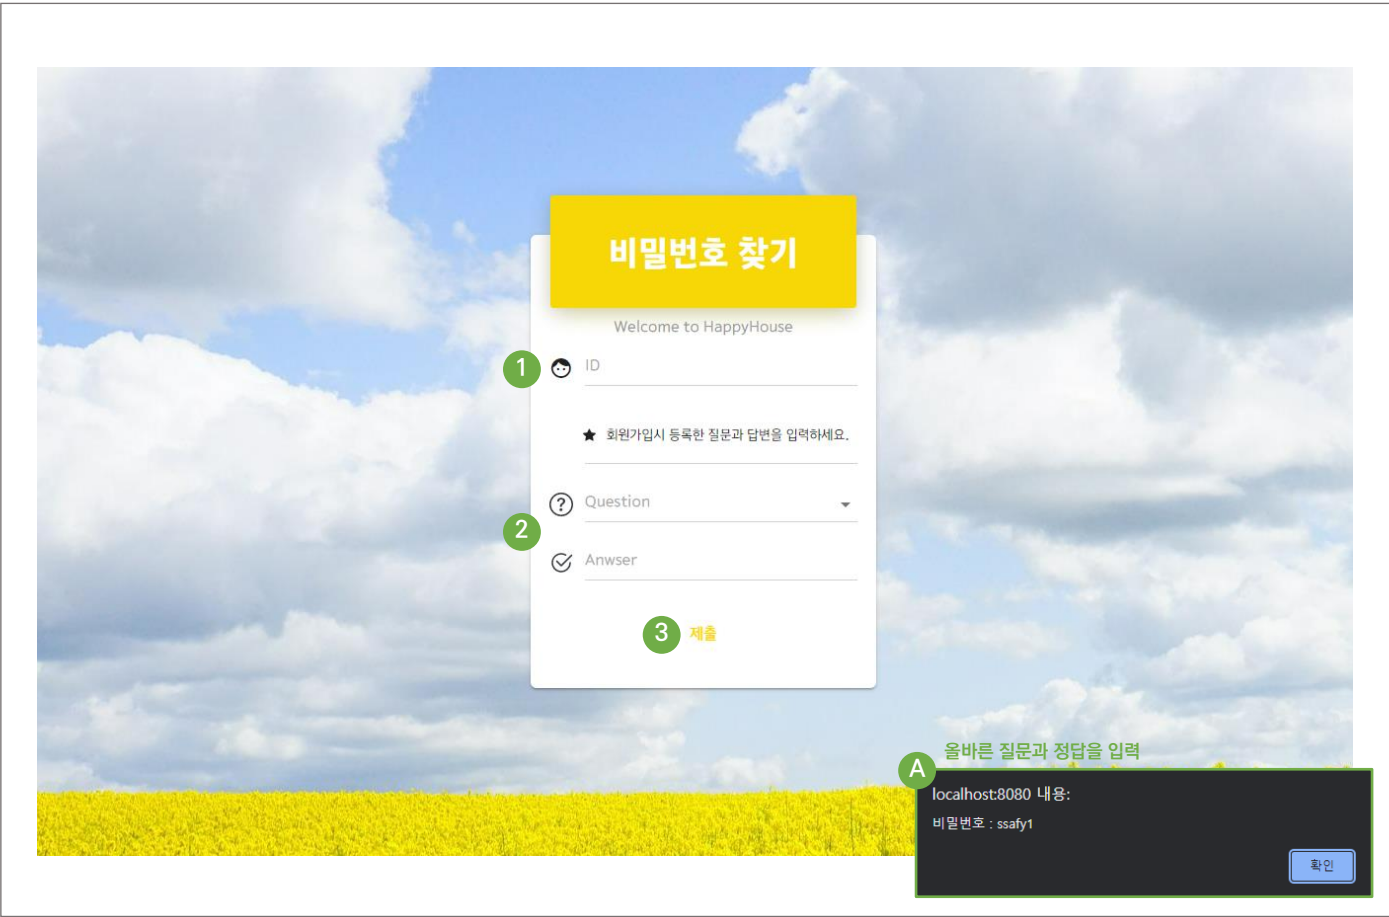 비밀번호 찾기
Welcome to HappyHouse
1
ID
★ 회원가입시 등록한 질문과 답변을 입력하세요.
Question
2
Anwser
3 제출
올바른 질문과 정답을 입력
A
localhost:8080 내용:
비밀번호 : ssafy1
확인